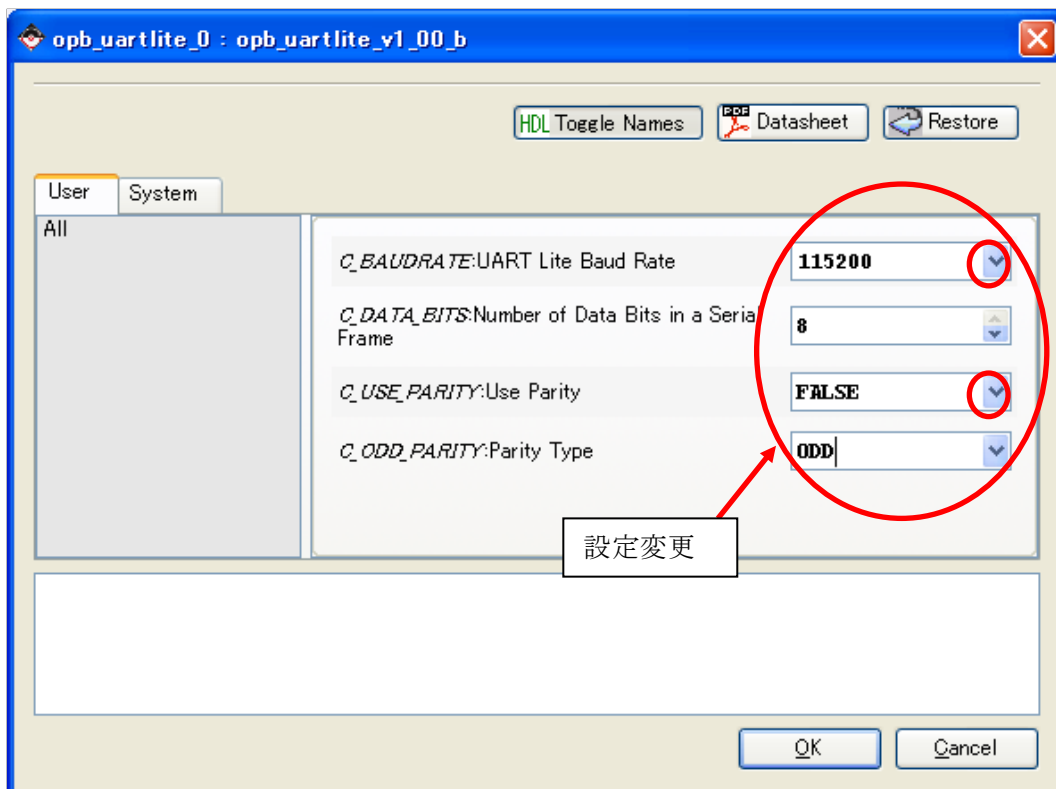 opb_uartlite_0 : opb_uartlite_v1_00_b
HDL Toggle Names
PDF Datasheet
Restore
User
System
All
C_BAUDRATE:UART Lite Baud Rate
115200
C_DATA_BITS:Number of Data Bits in a Serial
Frame
8
C_USE_PARITY:Use Parity
FALSE
C_ODD_PARITY:Parity Type
ODD
設定変更
OK
Cancel